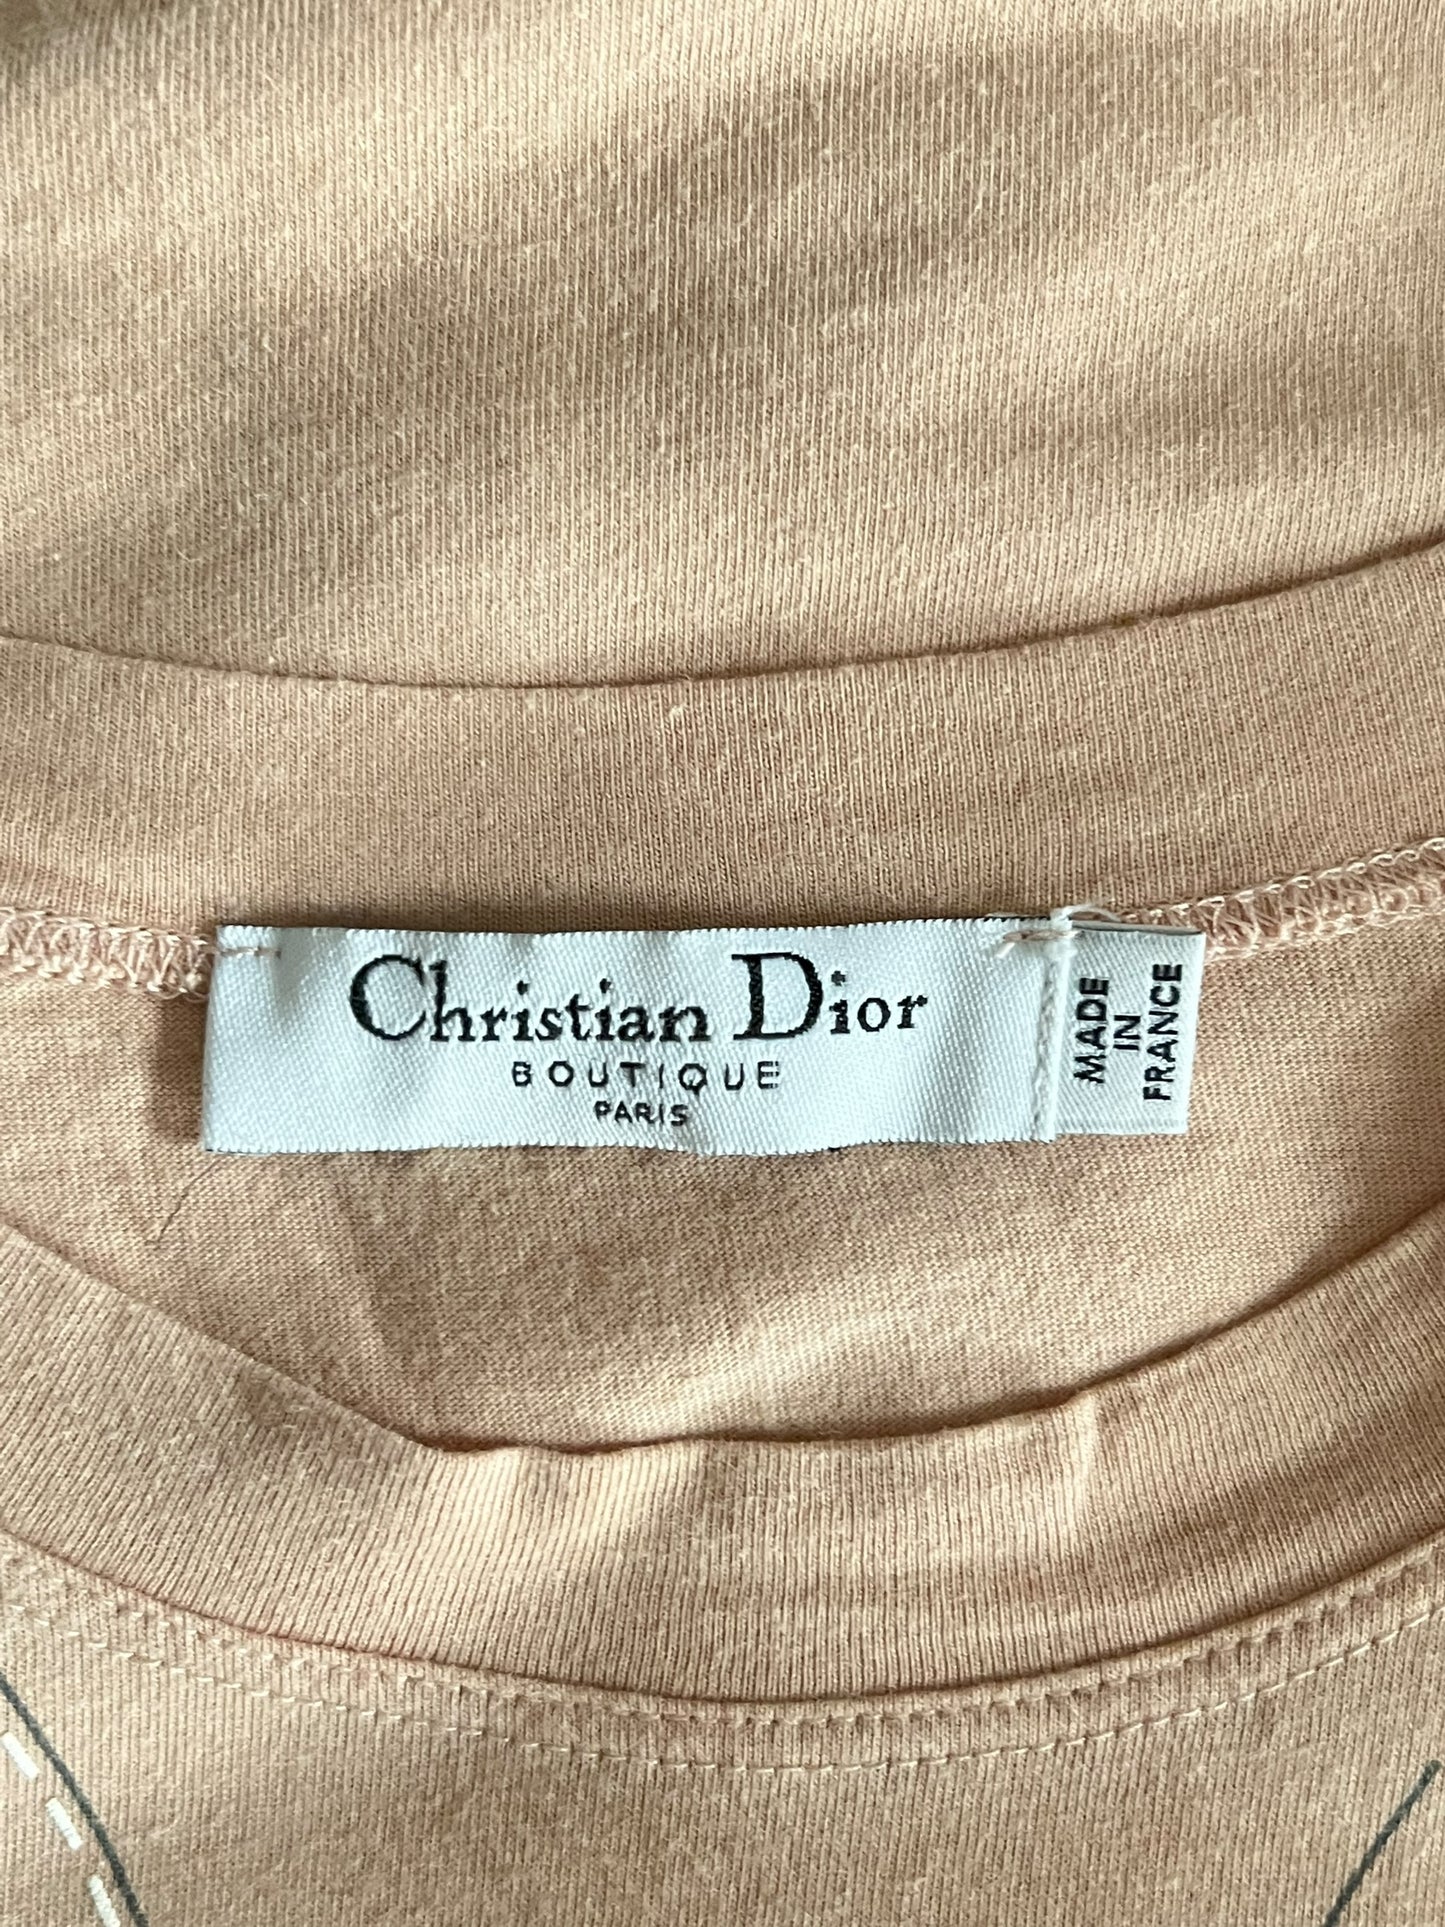 Christian Dior
BOUTIQUE
PARIS
MADE
IN
FRANCE